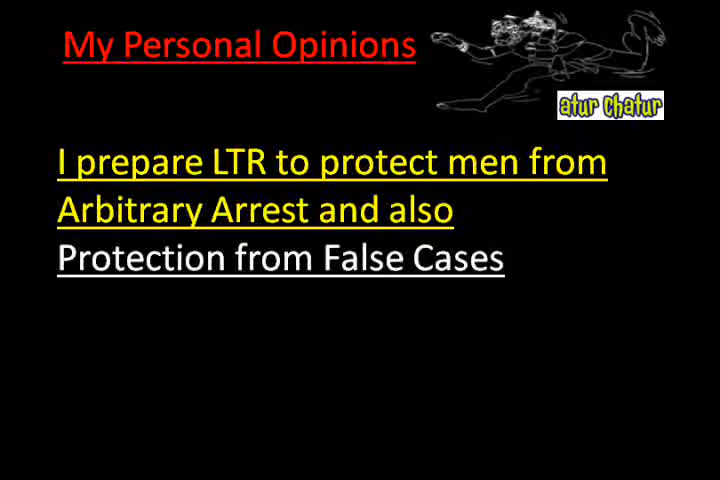 My Personal Opinions
atur chatur
I prepare LTR to protect men from
Arbitrary Arrest and also
Protection from False Cases